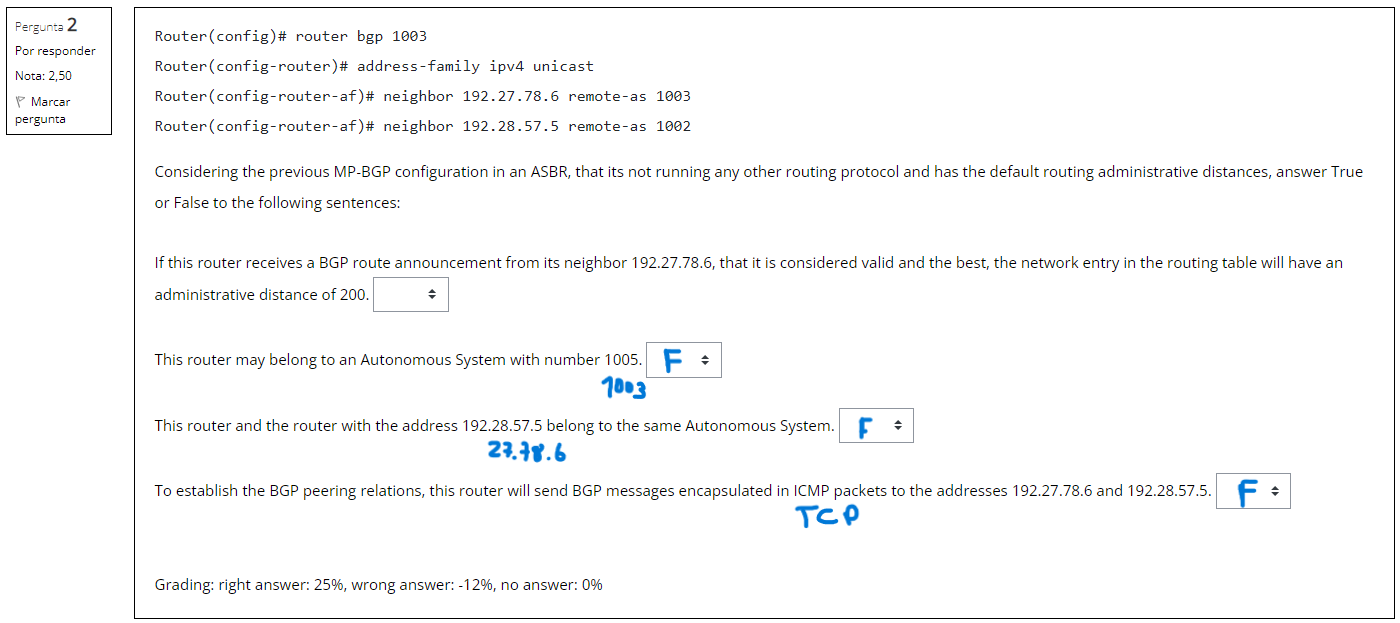 Pergunta 2
Por responder
Nota: 2,50
Marcar
pergunta
Router(config)# router bgp 1003
Router(config-router)# address-family ipv4 unicast
Router(config-router-af)# neighbor 192.27.78.6 remote-as 1003
Router(config-router-af)# neighbor 192.28.57.5 remote-as 1002
Considering the previous MP-BGP configuration in an ASBR, that its not running any other routing protocol and has the default routing administrative distances, answer True
or False to the following sentences:
If this router receives a BGP route announcement from its neighbor 192.27.78.6, that it is considered valid and the best, the network entry in the routing table will have an
administrative distance of 200.
This router may belong to an Autonomous System with number 1005. F
1003
This router and the router with the address 192.28.57.5 belong to the same Autonomous System. F
27.78.6
To establish the BGP peering relations, this router will send BGP messages encapsulated in ICMP packets to the addresses 192.27.78.6 and 192.28.57.5. F
TCP
Grading: right answer: 25%, wrong answer: -12%, no answer: 0%